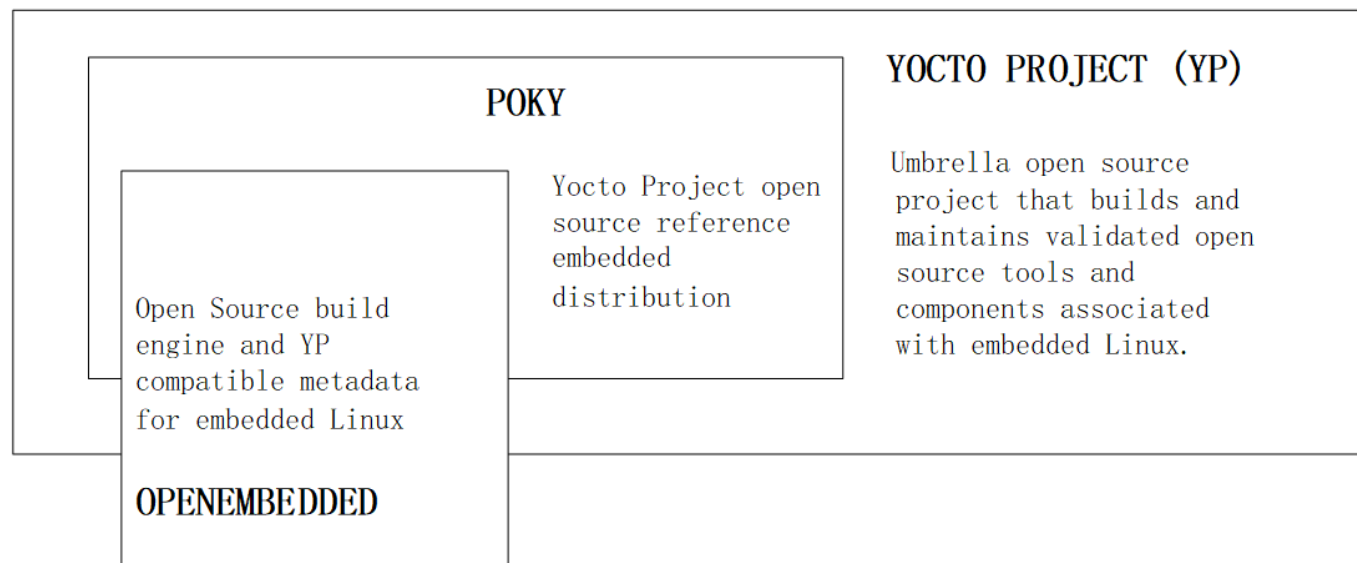 POKY
Yocto Project open
source reference
embedded
distribution
Open Source build
engine and YP
compatible metadata
for embedded Linux
OPENEMBEDDED
YOCTO PROJECT (YP)
Umbrella open source
project that builds and
maintains validated open
source tools and
components associated
with embedded Linux.